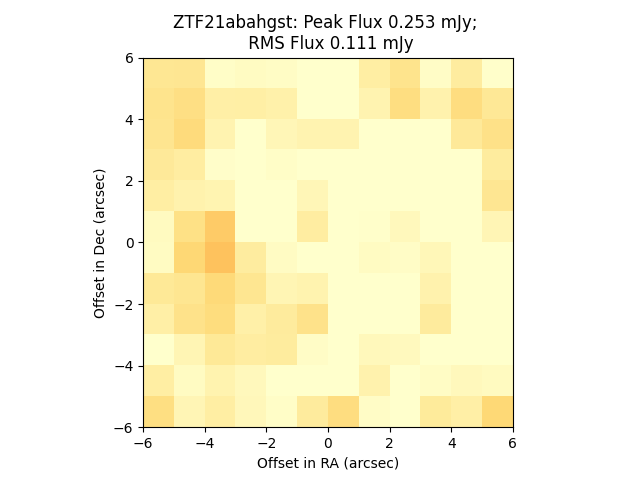 ZTF21abahgst: Peak Flux 0.253 mJy;
RMS Flux 0.111 mJy
6
4
2
0
−2
−4
−6
Offset in Dec (arcsec)
−6 −4 −2 0 2 4 6
Offset in RA (arcsec)